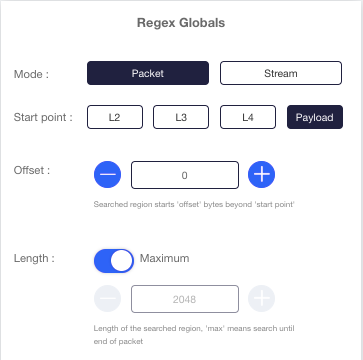 Regex Globals
Mode : Packet Stream
Start point : L2 L3 L4 Payload
Offset : 0
Searched region starts 'offset' bytes beyond 'start point'
Length : Maximum
2048
Length of the searched region, 'max' means search until
end of packet